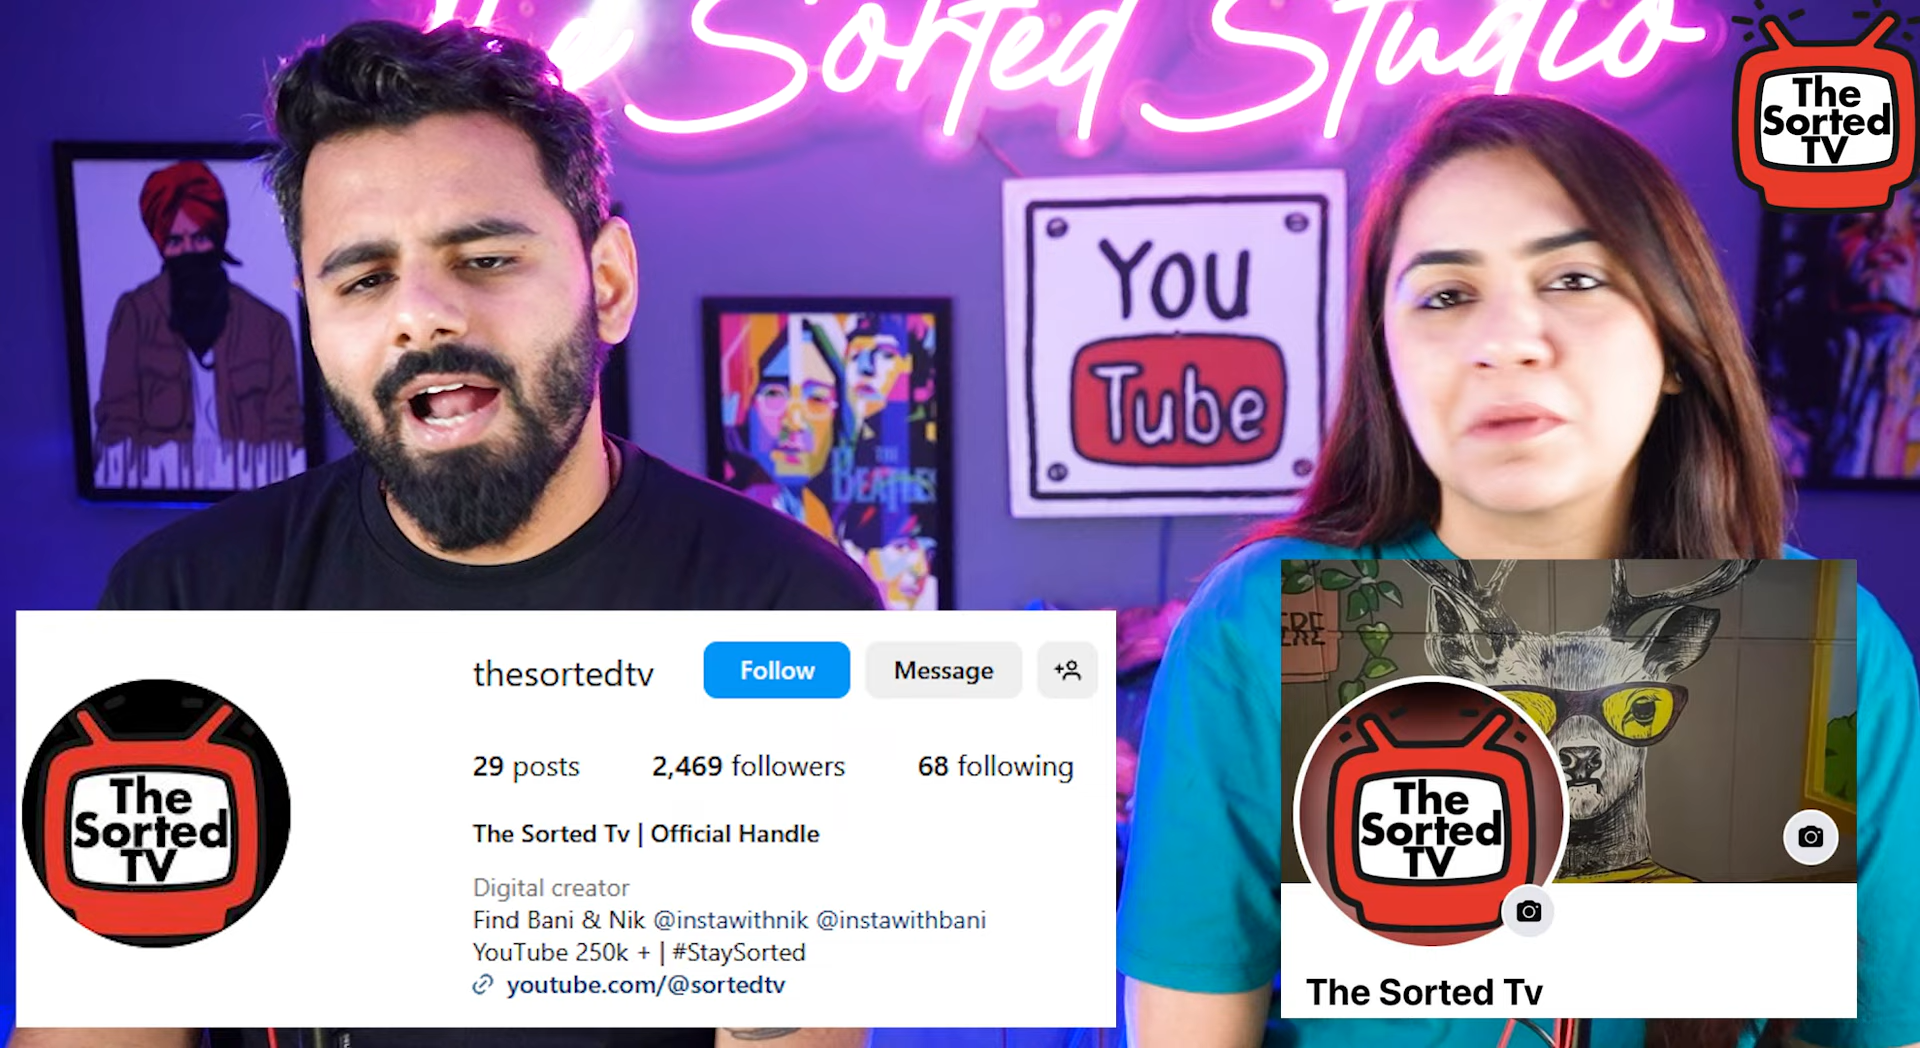 The Sorted Studio
The
Sorted
TV
You
Tube
THE
BEATLES
thesortedtv
Follow
Message
29 posts
2,469 followers
68 following
The Sorted Tv | Official Handle
Digital creator
Find Bani & Nik @instawithnik @instawithbani
YouTube 250k + | #StaySorted
youtube.com/@sortedtv
The
Sorted
TV
The
Sorted
TV
The Sorted Tv